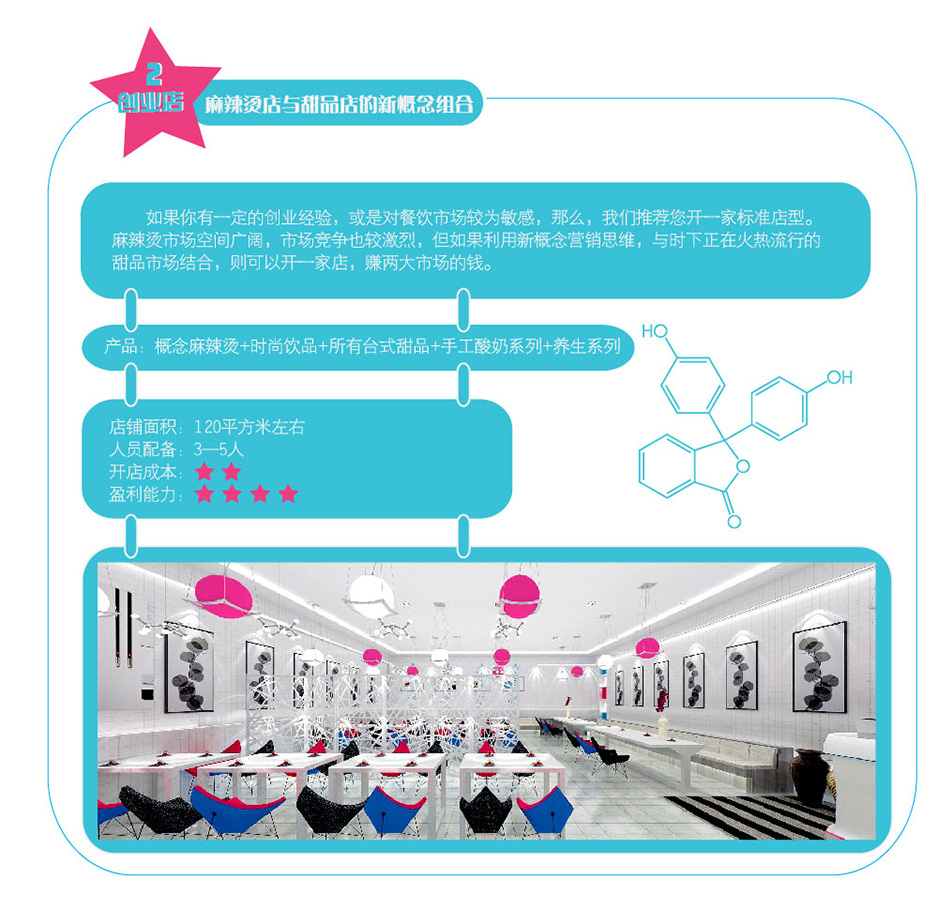 2
创业店
麻辣烫店与甜品店的新概念组合
如果你有一定的创业经验，或是对餐饮市场较为敏感，那么，我们推荐您开一家标准店型。
麻辣烫市场空间广阔，市场竞争也较激烈，但如果利用新概念营销思维，与时下正在火热流行的
甜品市场结合，则可以开一家店，赚两大市场的钱。
产品：概念麻辣烫+时尚饮品+所有台式甜品+手工酸奶系列+养生系列
HO
OH
O
O
店铺面积：120平方米左右
人员配备：3—5人
开店成本：
盈利能力：